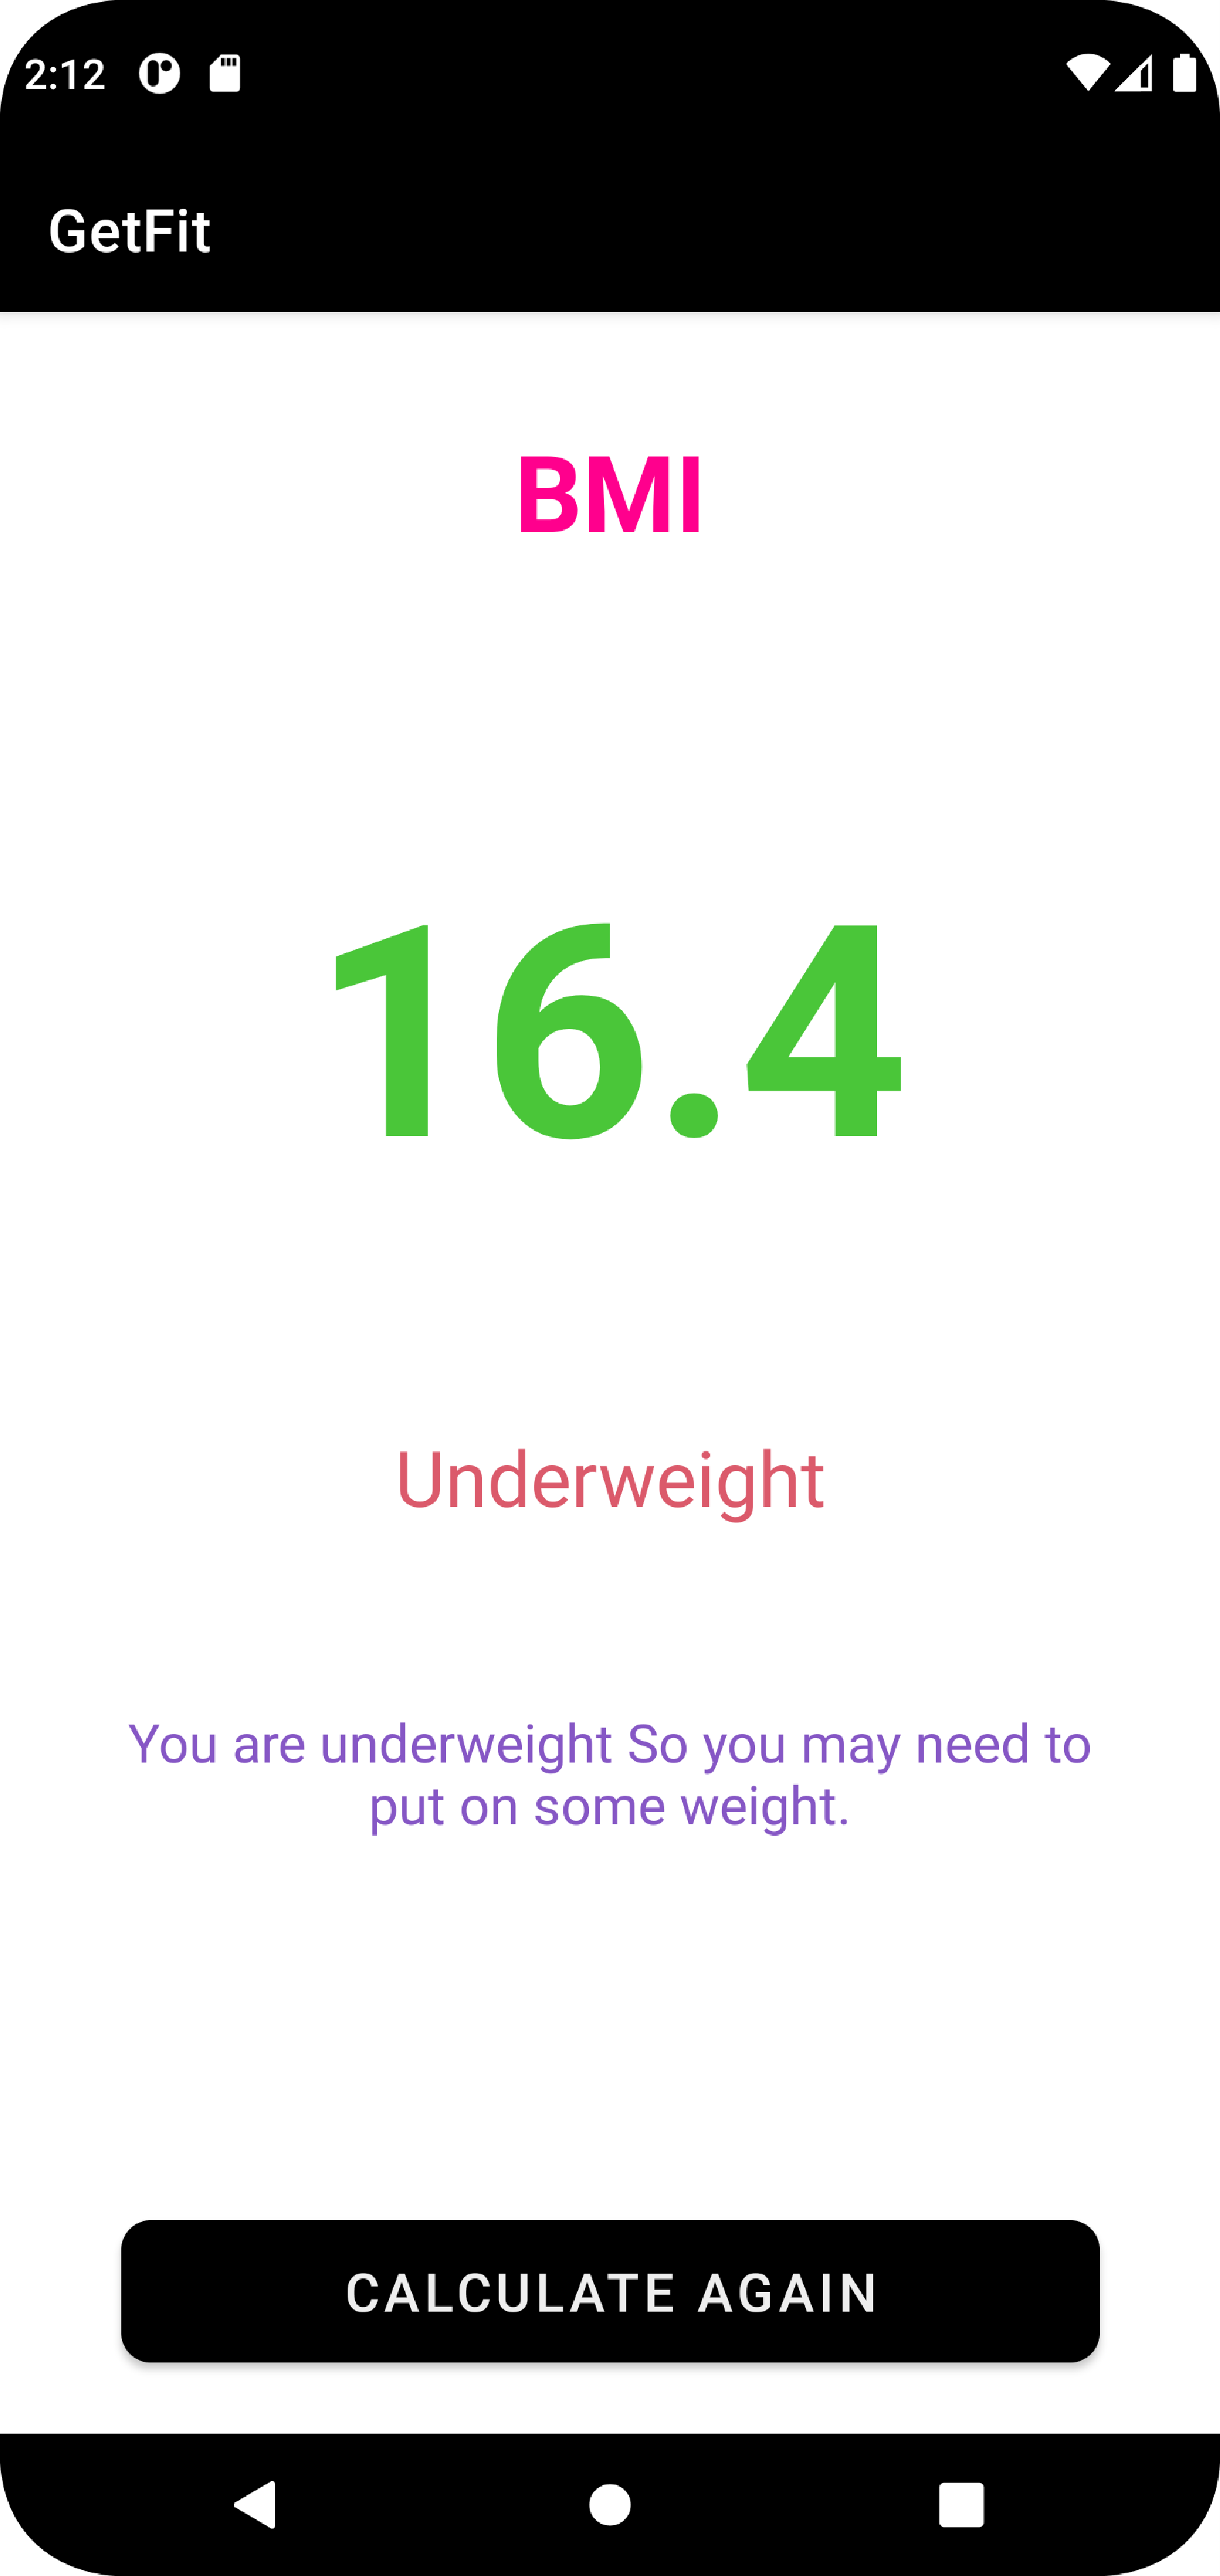 2:12
GetFit
BMI
16.4
Underweight
You are underweight So you may need to
put on some weight.
CALCULATE AGAIN